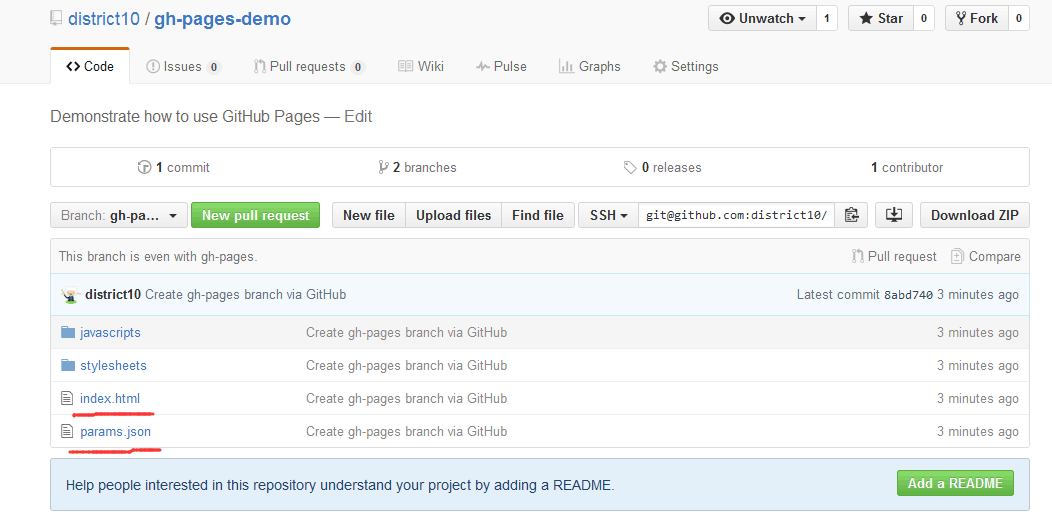 district10 / gh-pages-demo Unwatch 1 Star 0 Fork 0
Code Issues 0 Pull requests 0 Wiki Pulse Graphs Settings
Demonstrate how to use GitHub Pages — Edit
1 commit 2 branches 0 releases 1 contributor
Branch: gh-pa... New pull request New file Upload files Find file SSH git@github.com:district10/ Download ZIP
This branch is even with gh-pages. Pull request Compare
district10 Create gh-pages branch via GitHub Latest commit 8abd740 3 minutes ago
javascripts Create gh-pages branch via GitHub 3 minutes ago
stylesheets Create gh-pages branch via GitHub 3 minutes ago
index.html Create gh-pages branch via GitHub 3 minutes ago
params.json Create gh-pages branch via GitHub 3 minutes ago
Help people interested in this repository understand your project by adding a README. Add a README